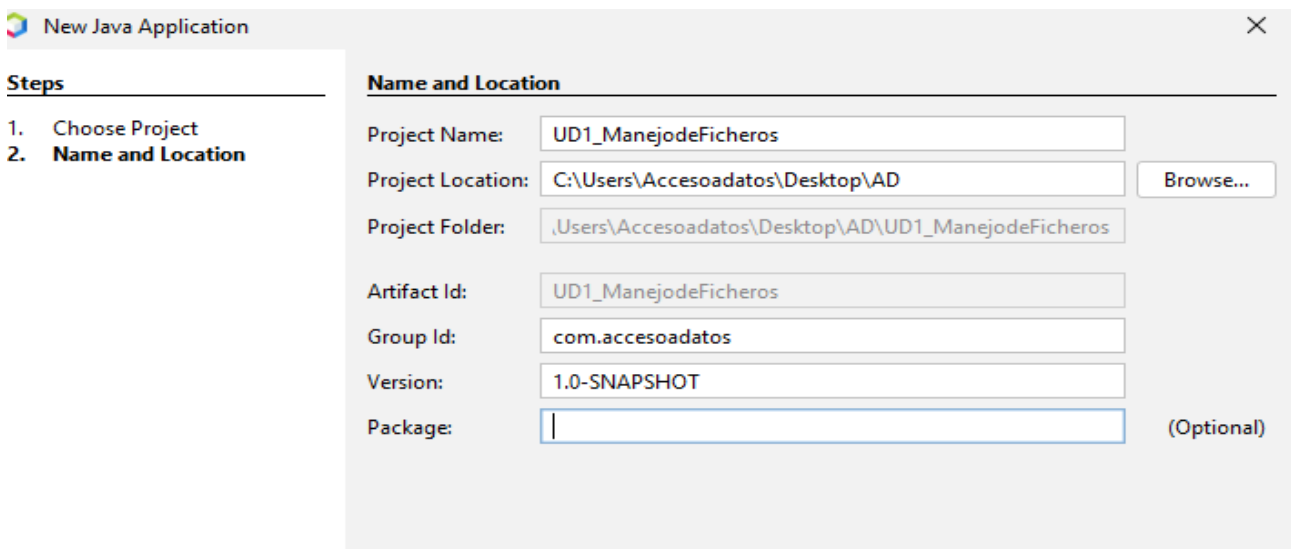 New Java Application
Steps
1. Choose Project
2. Name and Location
Name and Location
Project Name: UD1_ManejodeFicheros
Project Location: C:\Users\Accesoadatos\Desktop\AD Browse...
Project Folder: \Users\Accesoadatos\Desktop\AD\UD1_ManejodeFicheros
Artifact Id: UD1_ManejodeFicheros
Group Id: com.accesoadatos
Version: 1.0-SNAPSHOT
Package: (Optional)